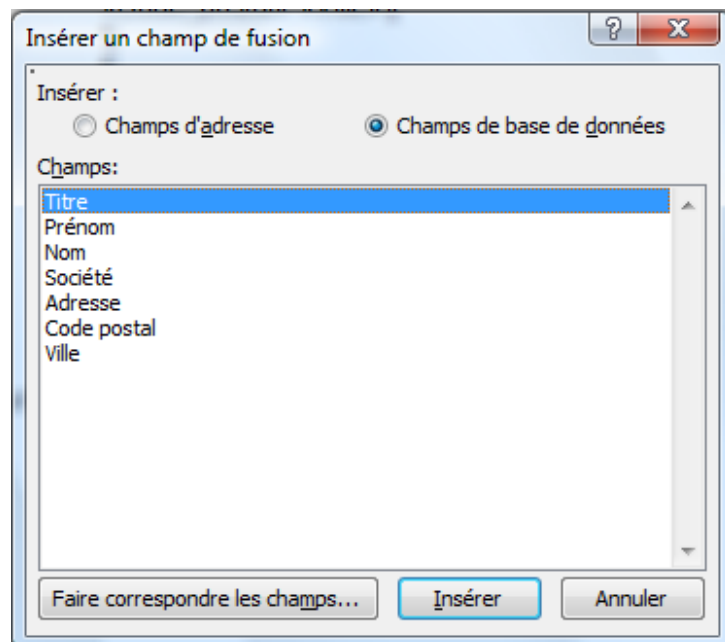 Insérer un champ de fusion
Insérer :
Champs d'adresse Champs de base de données
Champs:
Titre
Prénom
Nom
Société
Adresse
Code postal
Ville
Faire correspondre les champs... Insérer Annuler